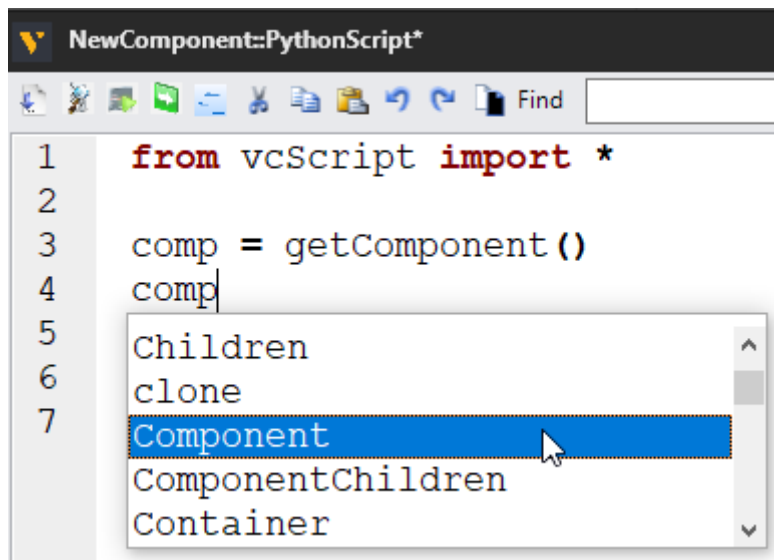 NewComponent::PythonScript*
Find
1 from vcScript import *
2
3 comp = getComponent()
4 comp
5
6
7
Children
clone
Component
ComponentChildren
Container